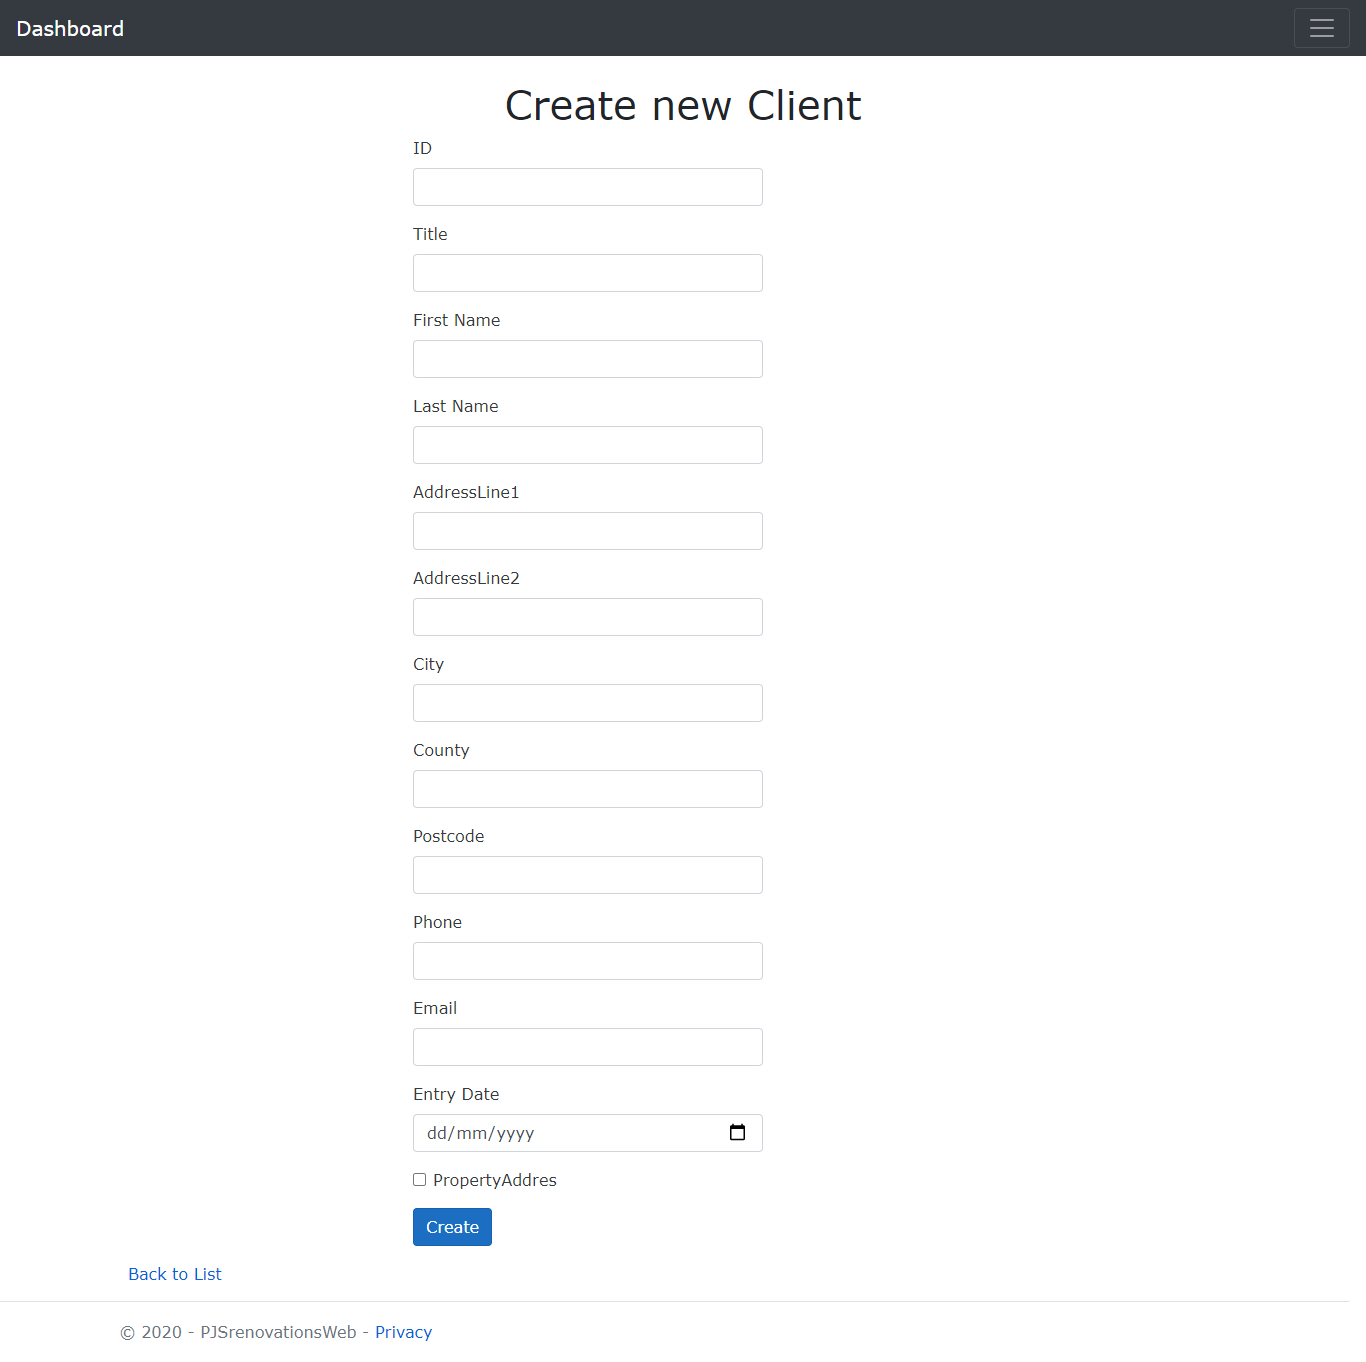 Dashboard
Create new Client
ID
Title
First Name
Last Name
AddressLine1
AddressLine2
City
County
Postcode
Phone
Email
Entry Date
dd/mm/yyyy
PropertyAddres
Create
Back to List
© 2020 - PJSrenovationsWeb - Privacy